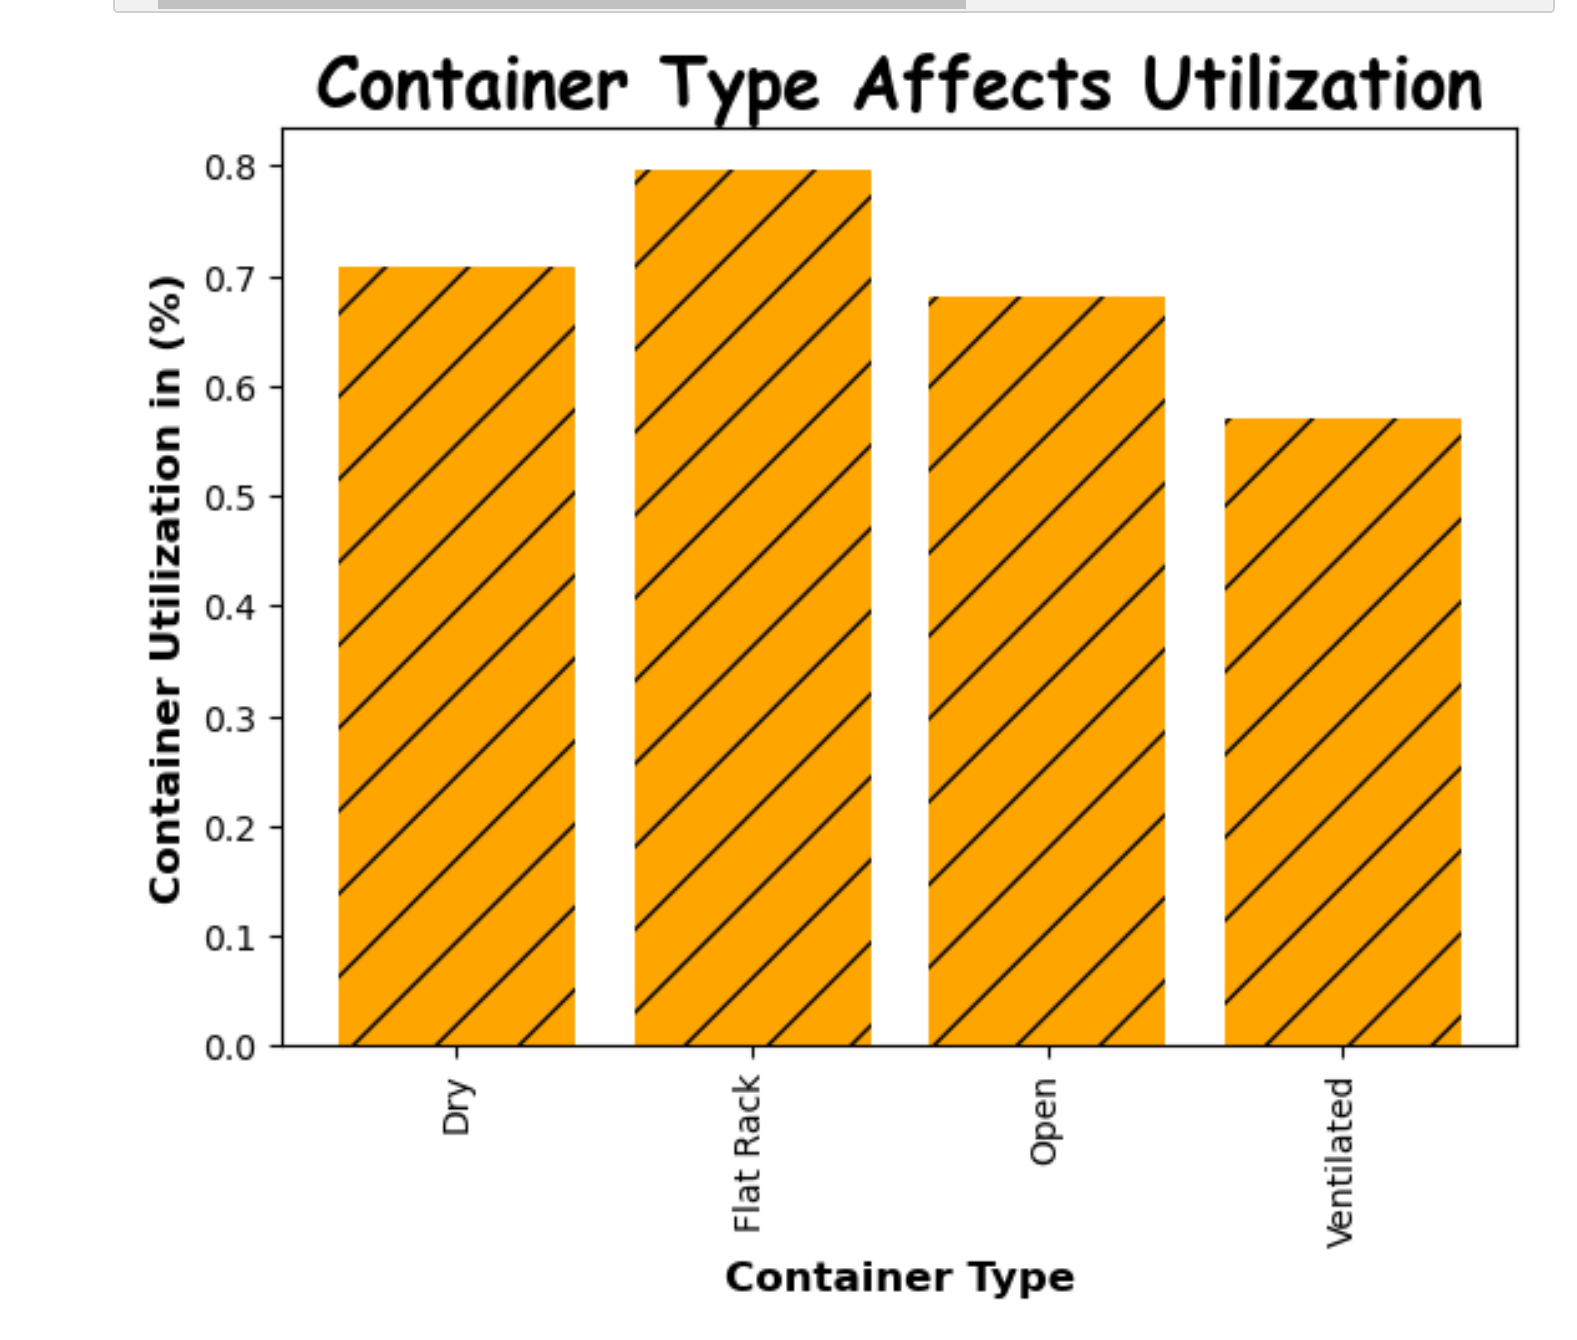 Container Type Affects Utilization
Container Utilization in (%)
0.8
0.7
0.6
0.5
0.4
0.3
0.2
0.1
0.0
Dry
Flat Rack
Open
Ventilated
Container Type